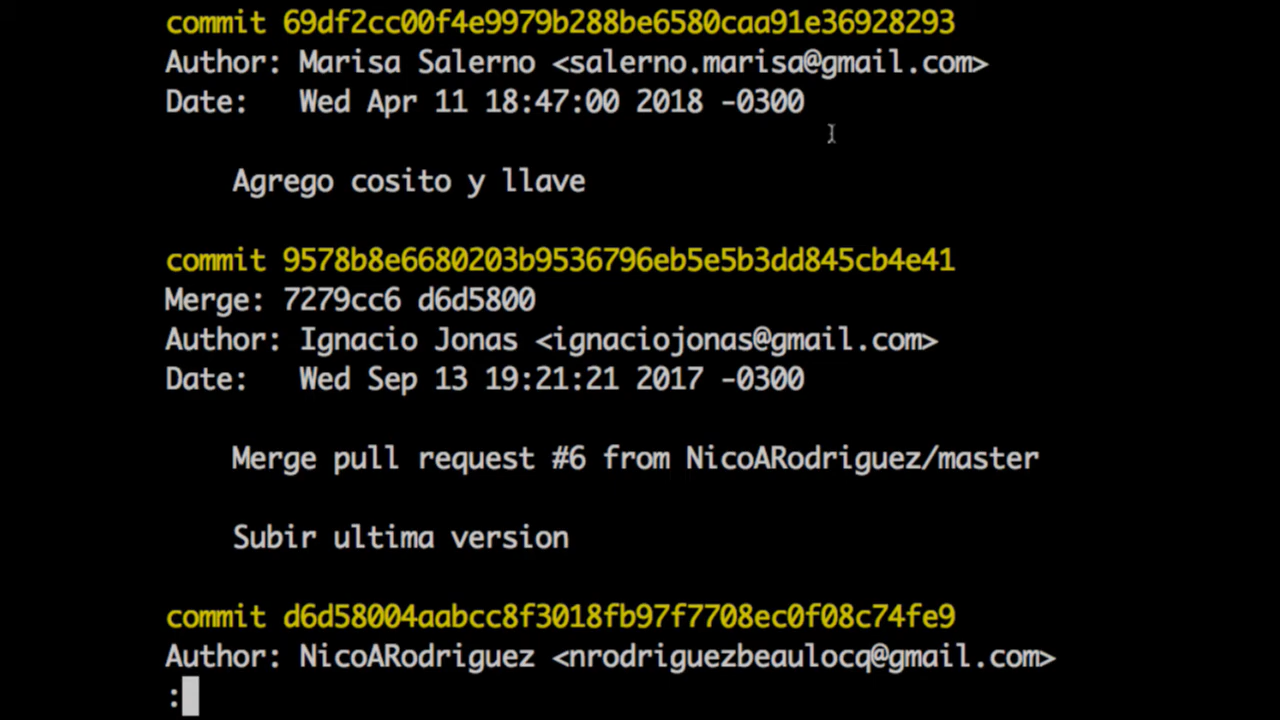 commit 69df2cc00f4e9979b288be6580caa91e36928293
Author: Marisa Salerno <salerno.marisa@gmail.com>
Date:   Wed Apr 11 18:47:00 2018 -0300
Agrego cosito y llave
commit 9578b8e6680203b9536796eb5e5b3dd845cb4e41
Merge: 7279cc6 d6d5800
Author: Ignacio Jonas <ignaciojonas@gmail.com>
Date:   Wed Sep 13 19:21:21 2017 -0300
Merge pull request #6 from NicoARodriguez/master
Subir ultima version
commit d6d58004aabcc8f3018fb97f7708ec0f08c74fe9
Author: NicoARodriguez <nrodriguezbeaulocq@gmail.com>
: